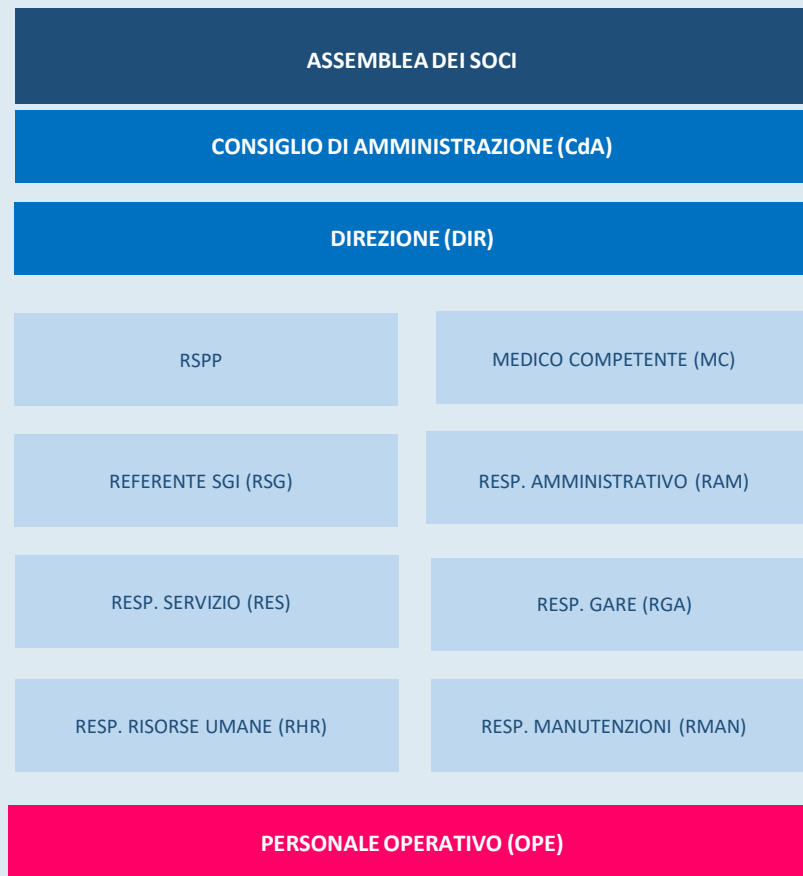 ASSEMBLEA DEI SOCI
CONSIGLIO DI AMMINISTRAZIONE (CdA)
DIREZIONE (DIR)
RSPP
MEDICO COMPETENTE (MC)
REFERENTE SGI (RSG)
RESP. AMMINISTRATIVO (RAM)
RESP. SERVIZIO (RES)
RESP. GARE (RGA)
RESP. RISORSE UMANE (RHR)
RESP. MANUTENZIONI (RMAN)
PERSONALE OPERATIVO (OPE)